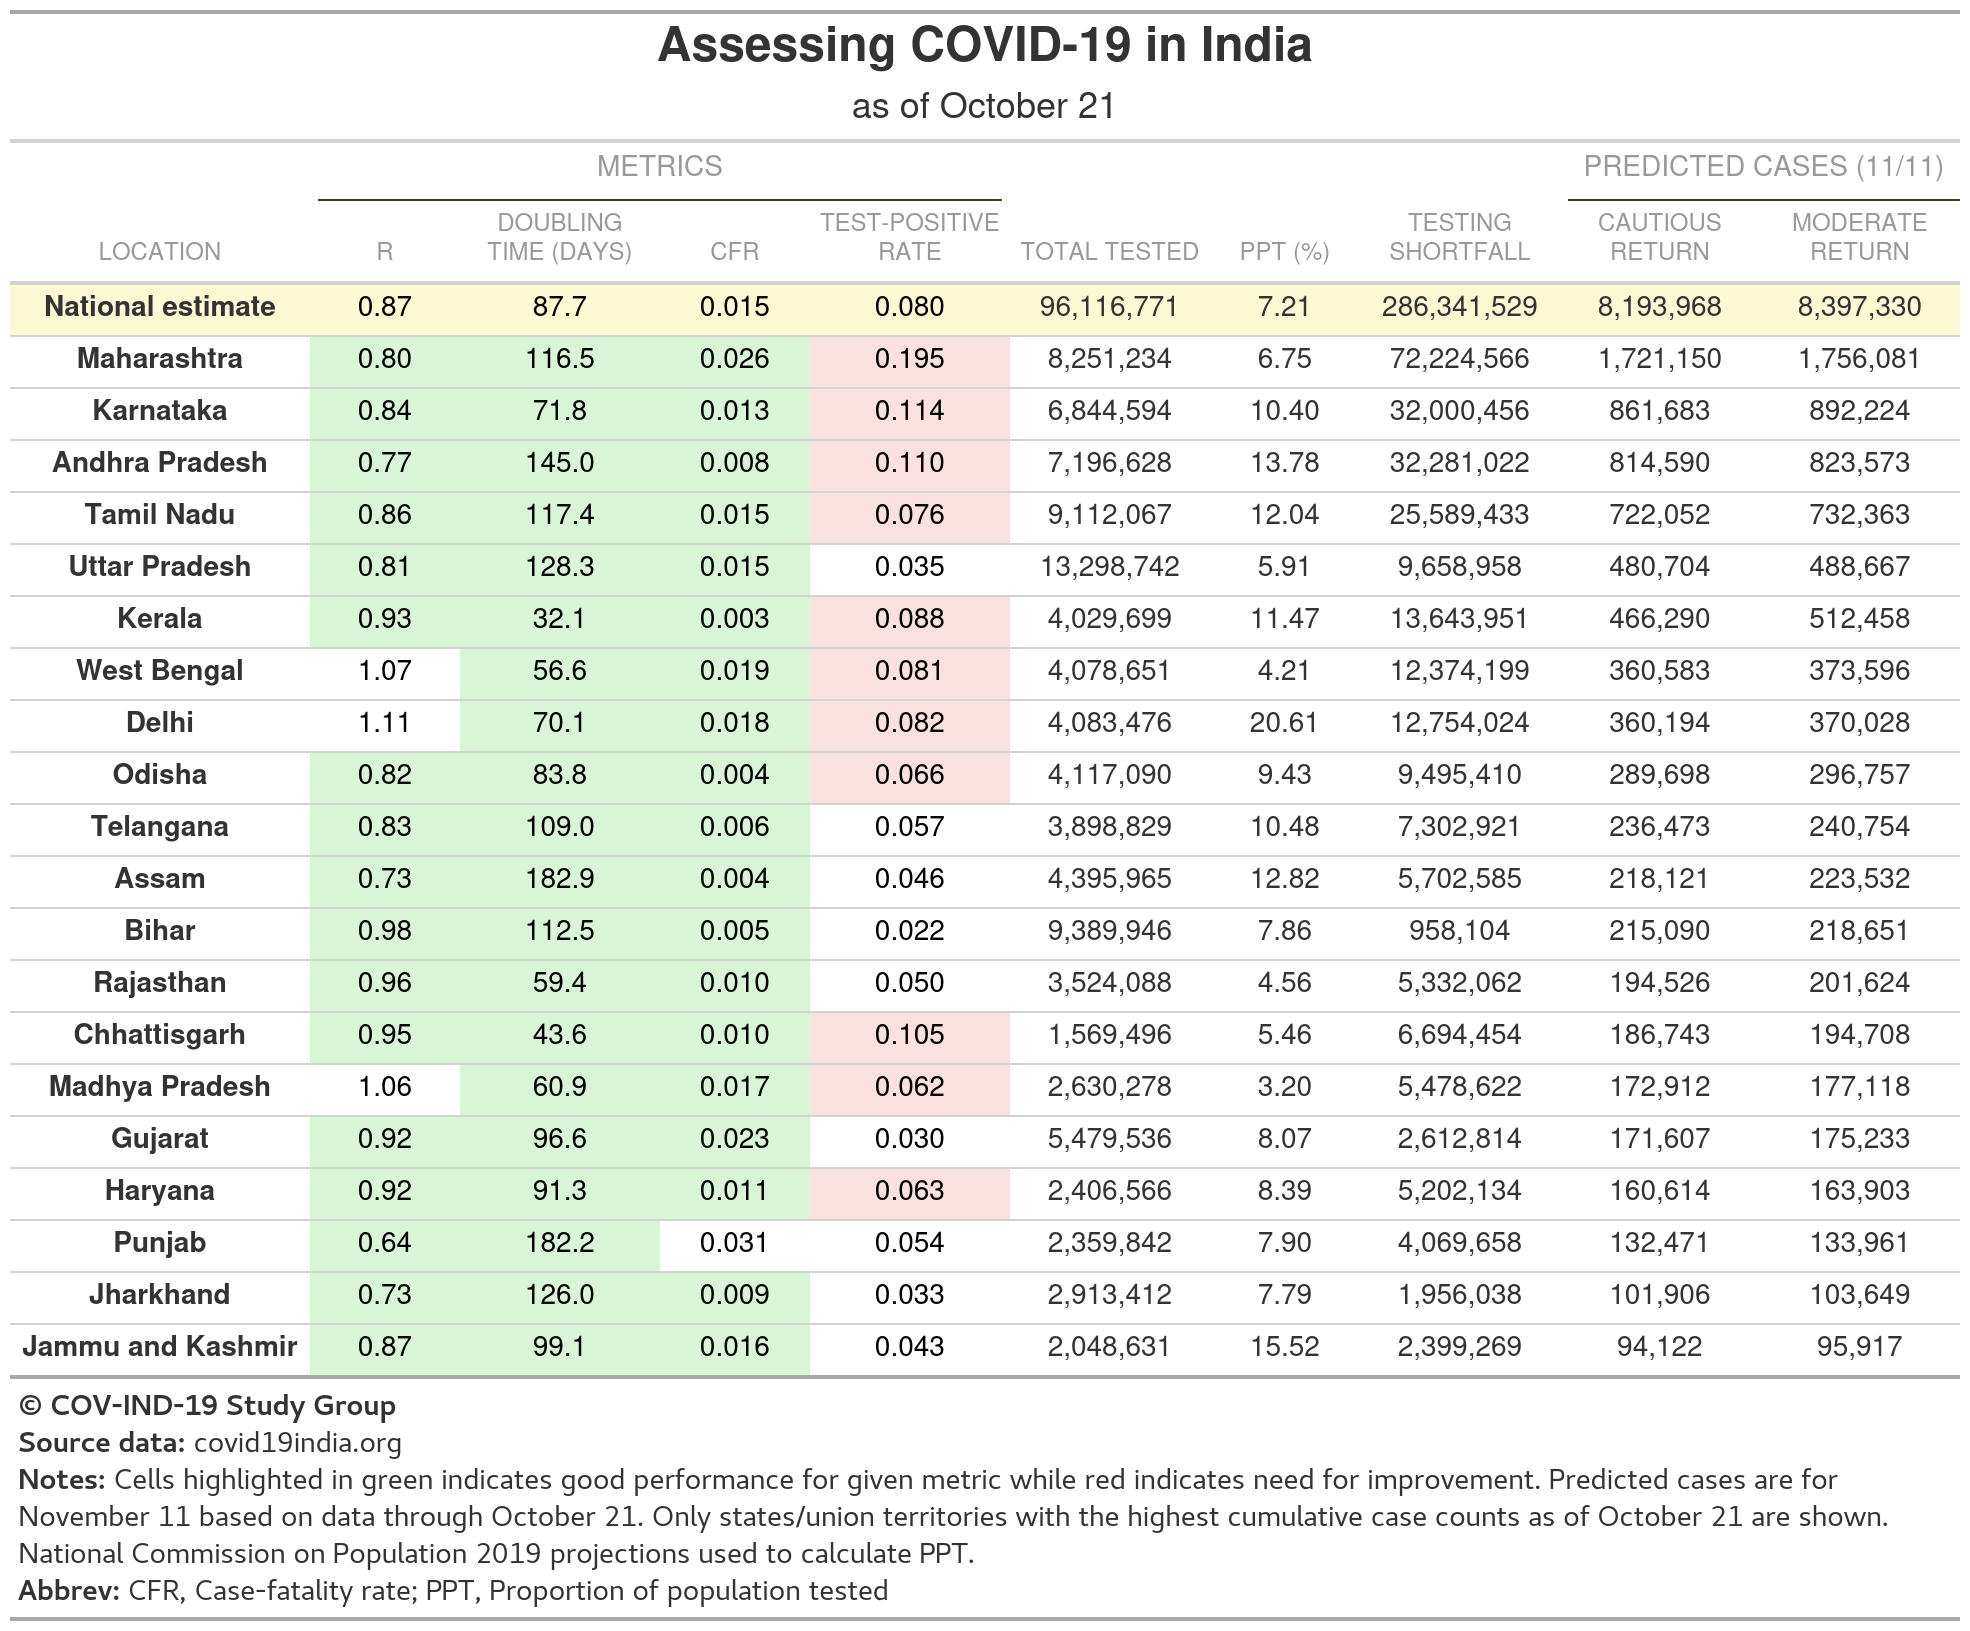 Assessing COVID-19 in India
as of October 21
METRICS PREDICTED CASES (11/11)
LOCATION R DOUBLING TIME (DAYS) CFR TEST-POSITIVE RATE TOTAL TESTED PPT (%) TESTING SHORTFALL CAUTIOUS RETURN MODERATE RETURN
National estimate 0.87 87.7 0.015 0.080 96,116,771 7.21 286,341,529 8,193,968 8,397,330
Maharashtra 0.80 116.5 0.026 0.195 8,251,234 6.75 72,224,566 1,721,150 1,756,081
Karnataka 0.84 71.8 0.013 0.114 6,844,594 10.40 32,000,456 861,683 892,224
Andhra Pradesh 0.77 145.0 0.008 0.110 7,196,628 13.78 32,281,022 814,590 823,573
Tamil Nadu 0.86 117.4 0.015 0.076 9,112,067 12.04 25,589,433 722,052 732,363
Uttar Pradesh 0.81 128.3 0.015 0.035 13,298,742 5.91 9,658,958 480,704 488,667
Kerala 0.93 32.1 0.003 0.088 4,029,699 11.47 13,643,951 466,290 512,458
West Bengal 1.07 56.6 0.019 0.081 4,078,651 4.21 12,374,199 360,583 373,596
Delhi 1.11 70.1 0.018 0.082 4,083,476 20.61 12,754,024 360,194 370,028
Odisha 0.82 83.8 0.004 0.066 4,117,090 9.43 9,495,410 289,698 296,757
Telangana 0.83 109.0 0.006 0.057 3,898,829 10.48 7,302,921 236,473 240,754
Assam 0.73 182.9 0.004 0.046 4,395,965 12.82 5,702,585 218,121 223,532
Bihar 0.98 112.5 0.005 0.022 9,389,946 7.86 958,104 215,090 218,651
Rajasthan 0.96 59.4 0.010 0.050 3,524,088 4.56 5,332,062 194,526 201,624
Chhattisgarh 0.95 43.6 0.010 0.105 1,569,496 5.46 6,694,454 186,743 194,708
Madhya Pradesh 1.06 60.9 0.017 0.062 2,630,278 3.20 5,478,622 172,912 177,118
Gujarat 0.92 96.6 0.023 0.030 5,479,536 8.07 2,612,814 171,607 175,233
Haryana 0.92 91.3 0.011 0.063 2,406,566 8.39 5,202,134 160,614 163,903
Punjab 0.64 182.2 0.031 0.054 2,359,842 7.90 4,069,658 132,471 133,961
Jharkhand 0.73 126.0 0.009 0.033 2,913,412 7.79 1,956,038 101,906 103,649
Jammu and Kashmir 0.87 99.1 0.016 0.043 2,048,631 15.52 2,399,269 94,122 95,917
© COV-IND-19 Study Group
Source data: covid19india.org
Notes: Cells highlighted in green indicates good performance for given metric while red indicates need for improvement. Predicted cases are for
November 11 based on data through October 21. Only states/union territories with the highest cumulative case counts as of October 21 are shown.
National Commission on Population 2019 projections used to calculate PPT.
Abbrev: CFR, Case-fatality rate; PPT, Proportion of population tested